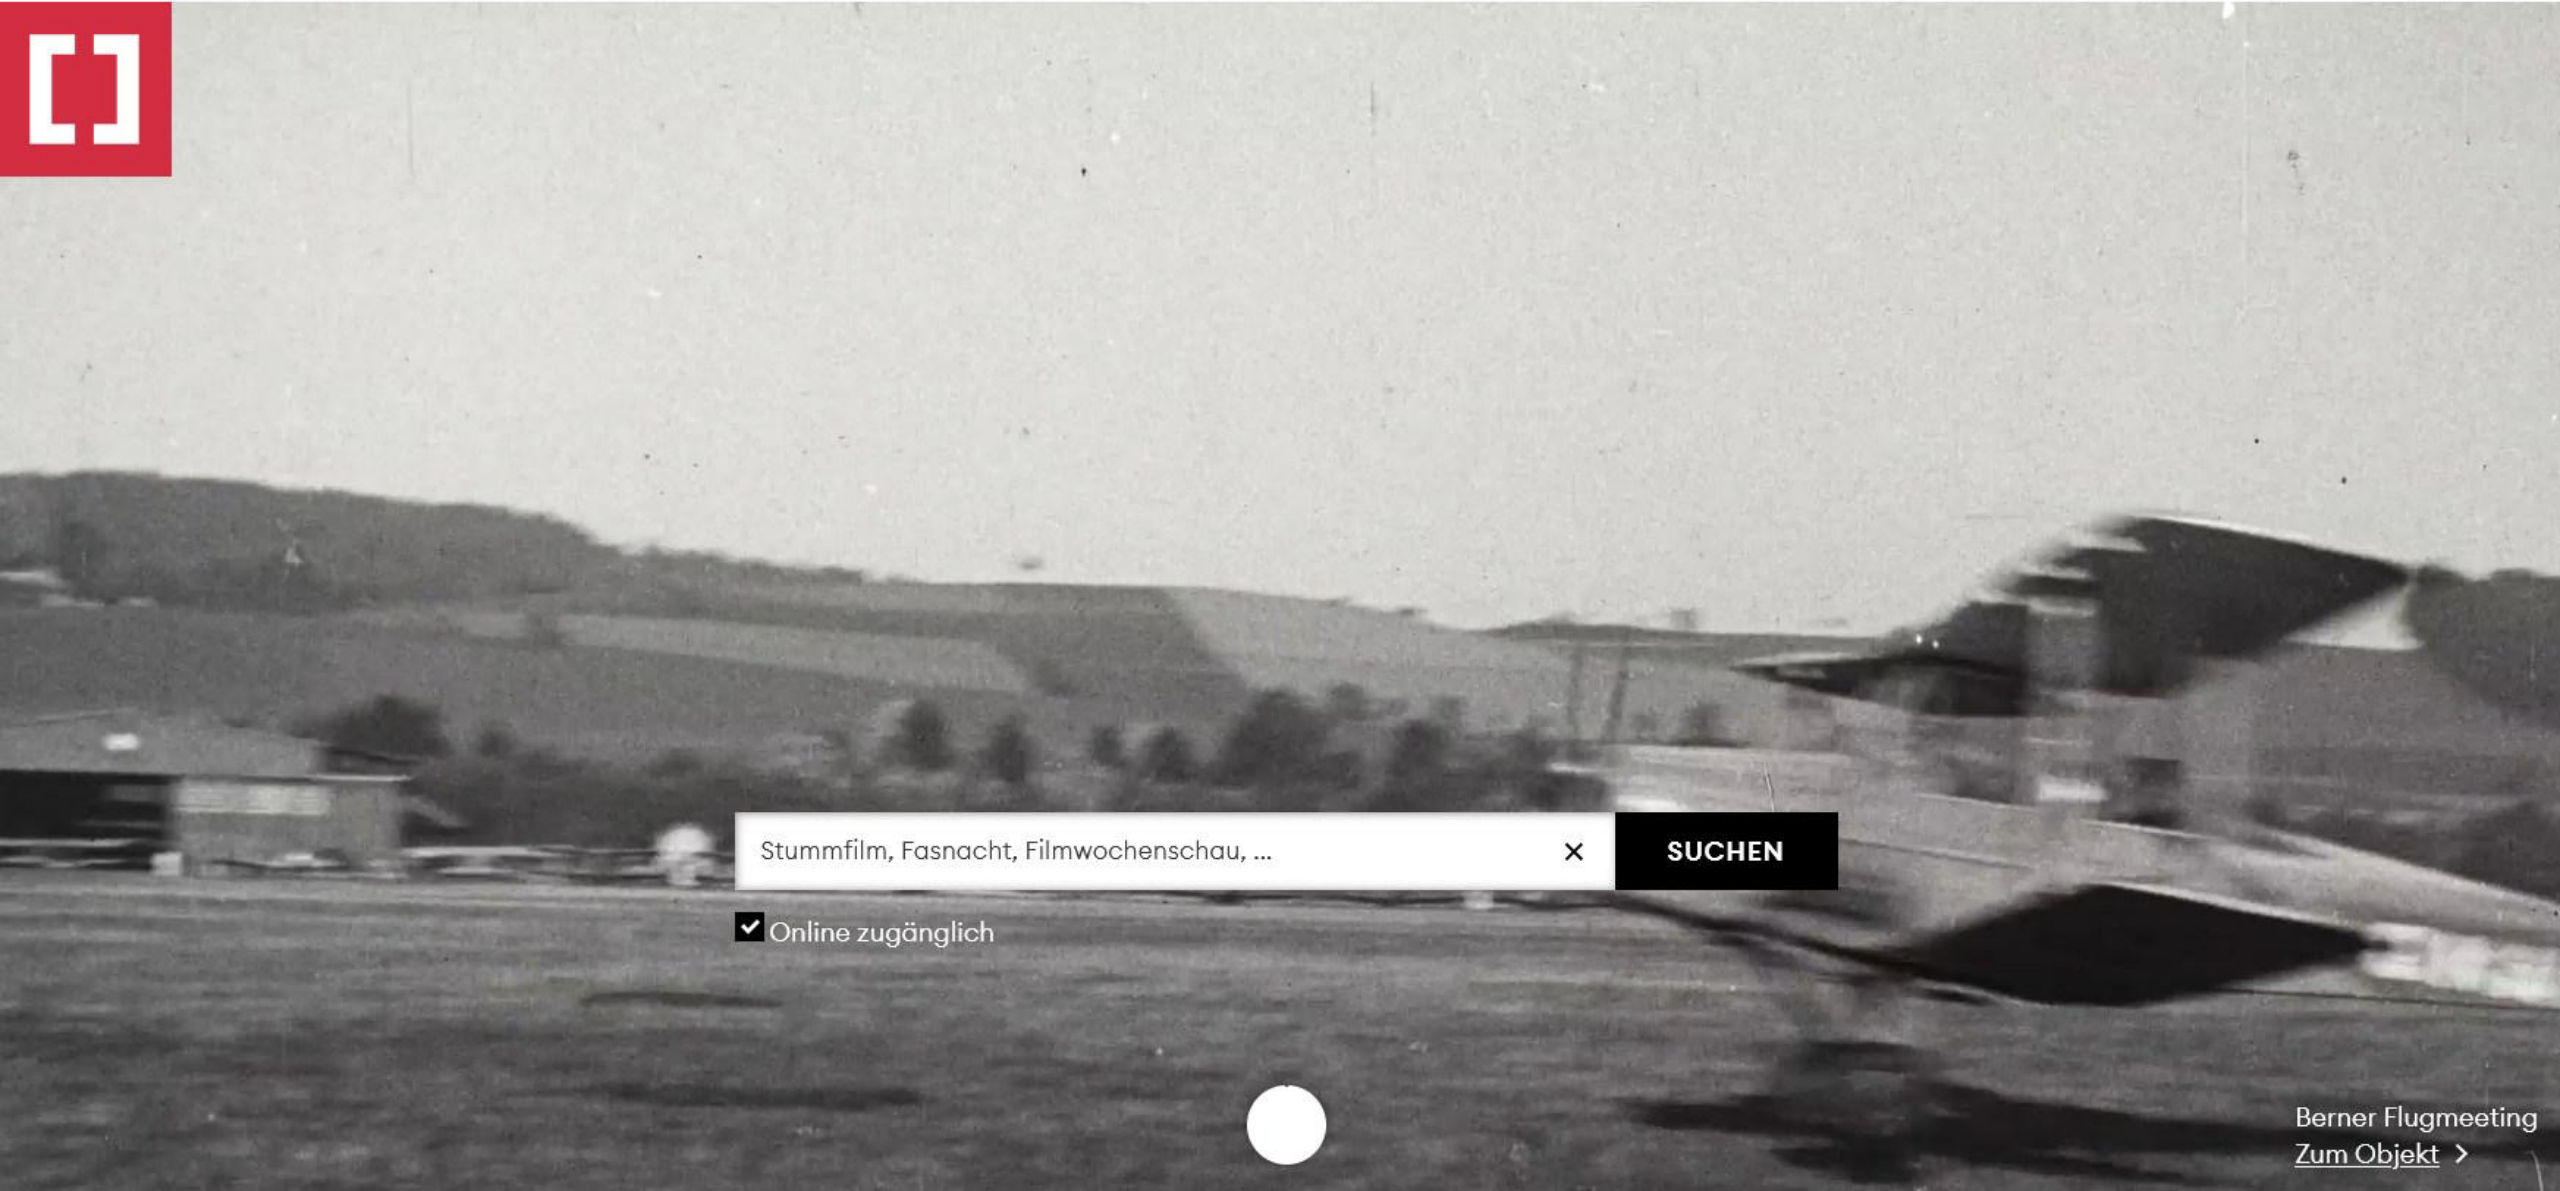 Stummfilm, Fasnacht, Filmwochenschau, ...
SUCHEN
Online zugänglich
Berner Flugmeeting
Zum Objekt